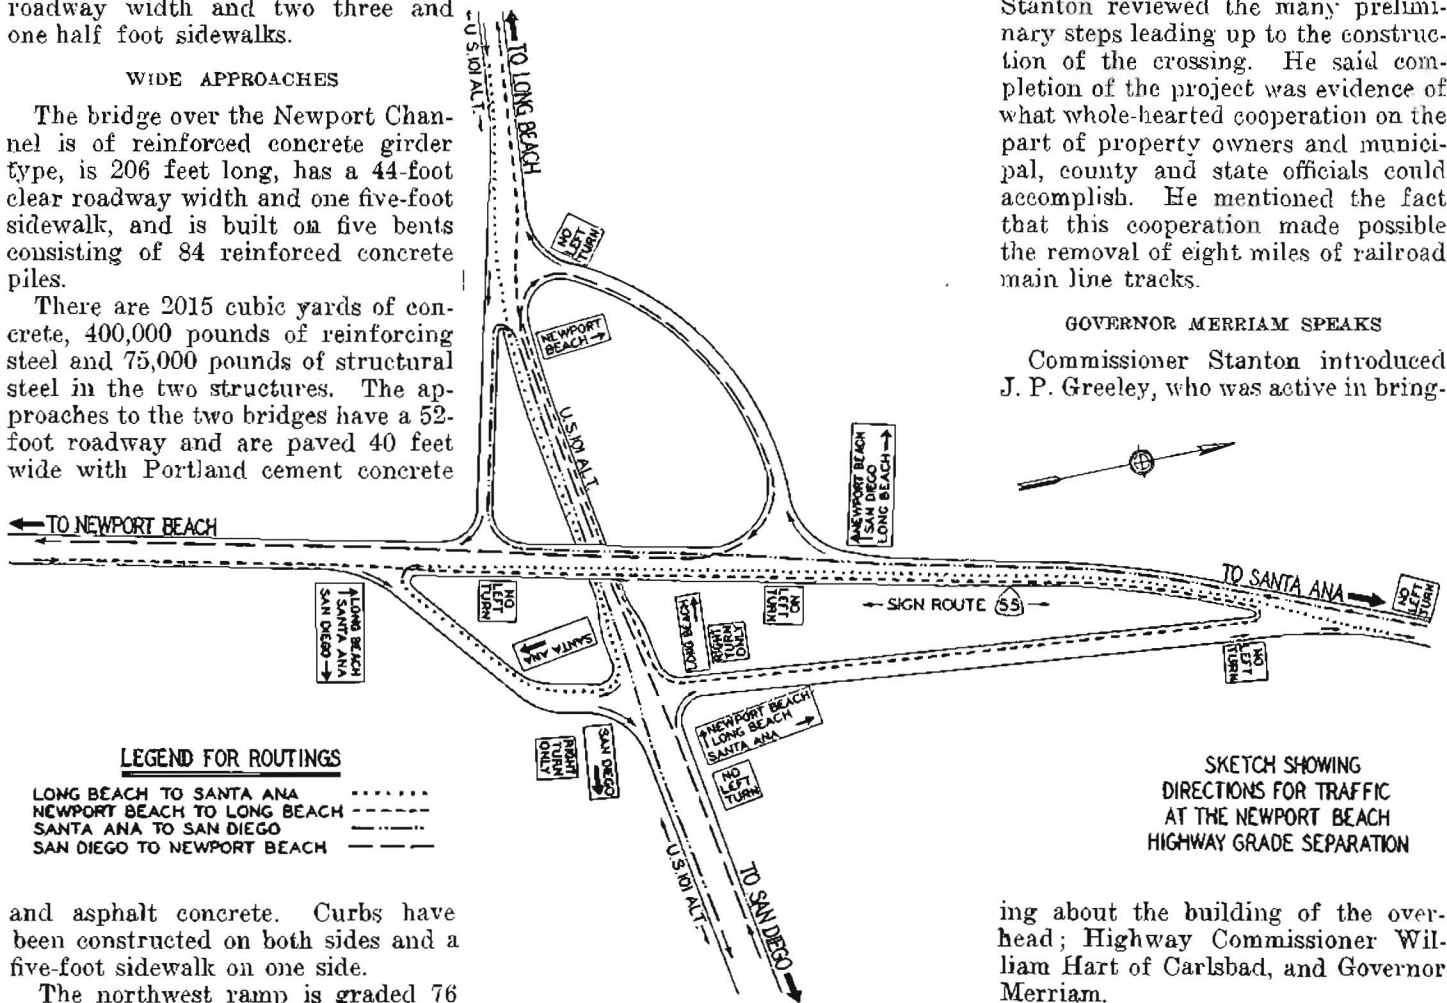 roadway width and two three and
one half foot sidewalks.
WIDE APPROACHES
The bridge over the Newport Chan-
nel is of reinforced concrete girder
type, is 206 feet long, has a 44-foot
clear roadway width and one five-foot
sidewalk, and is built on five bents
consisting of 84 reinforced concrete
piles.
There are 2015 cubic yards of con-
crete, 400,000 pounds of reinforcing
steel and 75,000 pounds of structural
steel in the two structures. The ap-
proaches to the two bridges have a 52-
foot roadway and are paved 40 feet
wide with Portland cement concrete
U.S.101 ALT.
TO LONG BEACH
NO
LEFT
TURN
NEWPORT
BEACH
U.S.101 ALT.
NEWPORT BEACH
SAN DIEGO
LONG BEACH
TO NEWPORT BEACH
LONG BEACH
SANTA ANA
SAN DIEGO
NO
LEFT
TURN
SANTA ANA
LONG BEACH
RIGHT
TURN
ONLY
NO
LEFT
TURN
SIGN ROUTE 55
TO SANTA ANA
NO
LEFT
TURN
NO
LEFT
TURN
NEWPORT BEACH
LONG BEACH
SANTA ANA
RIGHT
TURN
ONLY
SAN DIEGO
NO
LEFT
TURN
U.S.101 ALT.
TO SAN DIEGO
LEGEND FOR ROUTINGS
LONG BEACH TO SANTA ANA
NEWPORT BEACH TO LONG BEACH
SANTA ANA TO SAN DIEGO
SAN DIEGO TO NEWPORT BEACH
SKETCH SHOWING
DIRECTIONS FOR TRAFFIC
AT THE NEWPORT BEACH
HIGHWAY GRADE SEPARATION
and asphalt concrete. Curbs have
been constructed on both sides and a
five-foot sidewalk on one side.
The northwest ramp is graded 76
Stanton reviewed the many prelimi-
nary steps leading up to the construc-
tion of the crossing. He said com-
pletion of the project was evidence of
what whole-hearted cooperation on the
part of property owners and munici-
pal, county and state officials could
accomplish. He mentioned the fact
that this cooperation made possible
the removal of eight miles of railroad
main line tracks.
GOVERNOR MERRIAM SPEAKS
Commissioner Stanton introduced
J. P. Greeley, who was active in bring-
ing about the building of the over-
head; Highway Commissioner Wil-
liam Hart of Carlsbad, and Governor
Merriam.